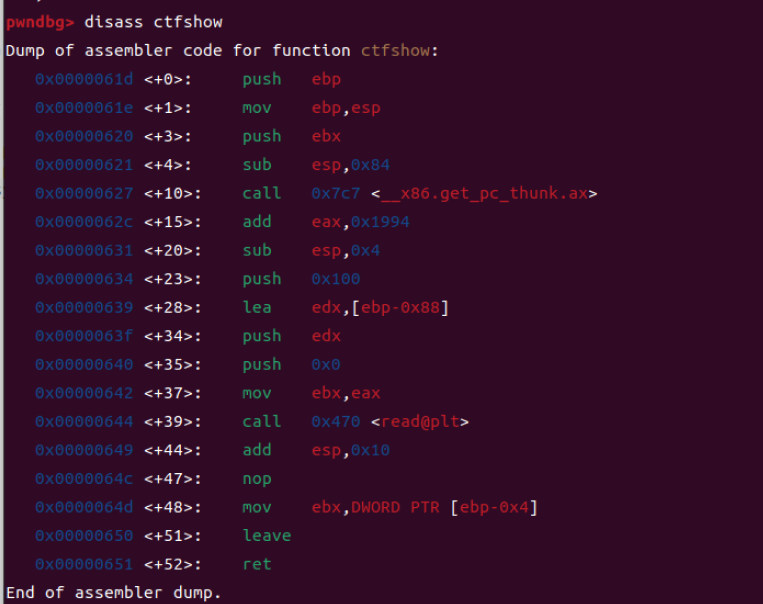 pwndbg> disass ctfshow
Dump of assembler code for function ctfshow:
   0x0000061d <+0>:     push   ebp
   0x0000061e <+1>:     mov    ebp,esp
   0x00000620 <+3>:     push   ebx
   0x00000621 <+4>:     sub    esp,0x84
   0x00000627 <+10>:    call   0x7c7 <__x86.get_pc_thunk.ax>
   0x0000062c <+15>:    add    eax,0x1994
   0x00000631 <+20>:    sub    esp,0x4
   0x00000634 <+23>:    push   0x100
   0x00000639 <+28>:    lea    edx,[ebp-0x88]
   0x0000063f <+34>:    push   edx
   0x00000640 <+35>:    push   0x0
   0x00000642 <+37>:    mov    ebx,eax
   0x00000644 <+39>:    call   0x470 <read@plt>
   0x00000649 <+44>:    add    esp,0x10
   0x0000064c <+47>:    nop
   0x0000064d <+48>:    mov    ebx,DWORD PTR [ebp-0x4]
   0x00000650 <+51>:    leave
   0x00000651 <+52>:    ret
End of assembler dump.